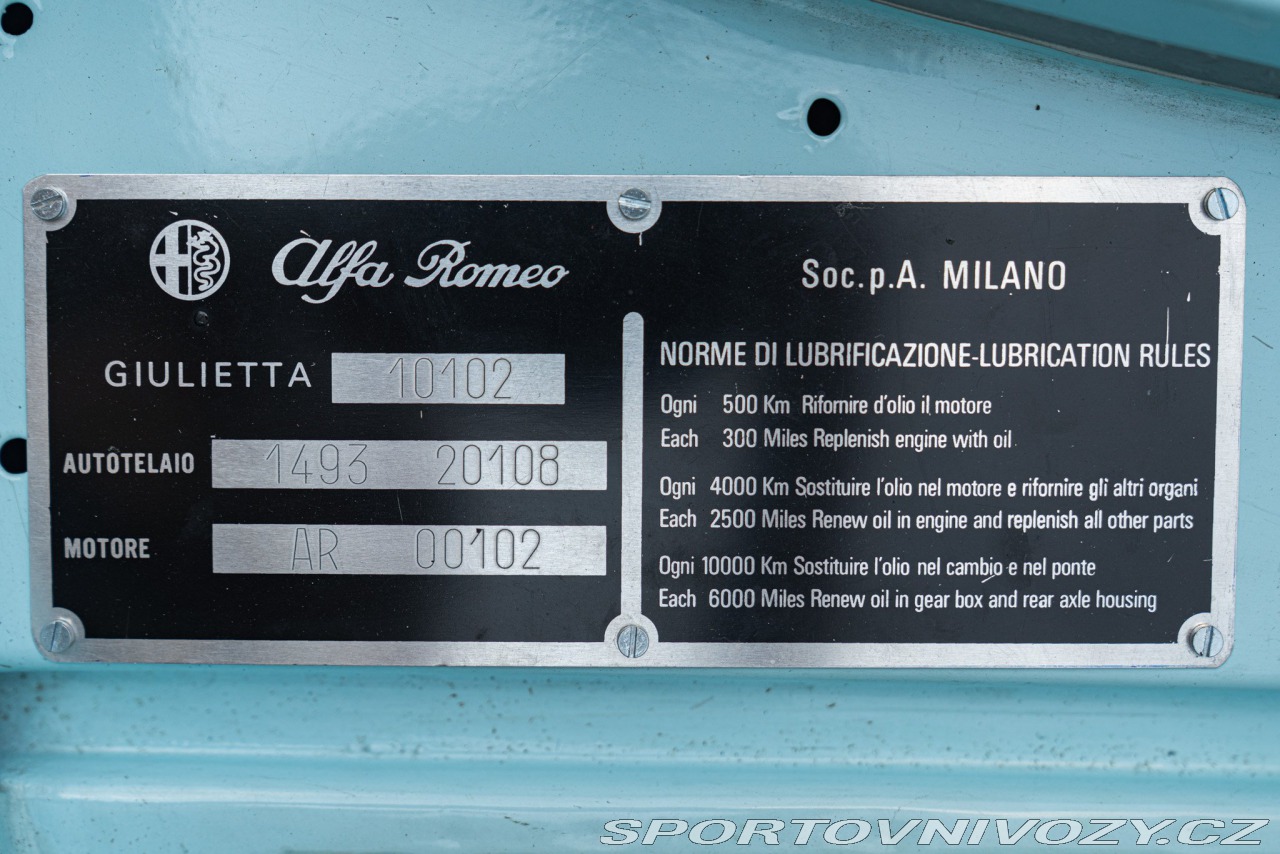 Alfa Romeo
GIULIETTA 10102
AUTOTELAIO 1493 20108
MOTORE AR 00102
Soc.p.A. MILANO
NORME DI LUBRIFICAZIONE-LUBRICATION RULES
Ogni 500 Km Rifornire d'olio il motore
Each 300 Miles Replenish engine with oil
Ogni 4000 Km Sostituire l'olio nel motore e rifornire gli altri organi
Each 2500 Miles Renew oil in engine and replenish all other parts
Ogni 10000 Km Sostituire l'olio nel cambio e nel ponte
Each 6000 Miles Renew oil in gear box and rear axle housing
SPORTOVNIVOZY.CZ